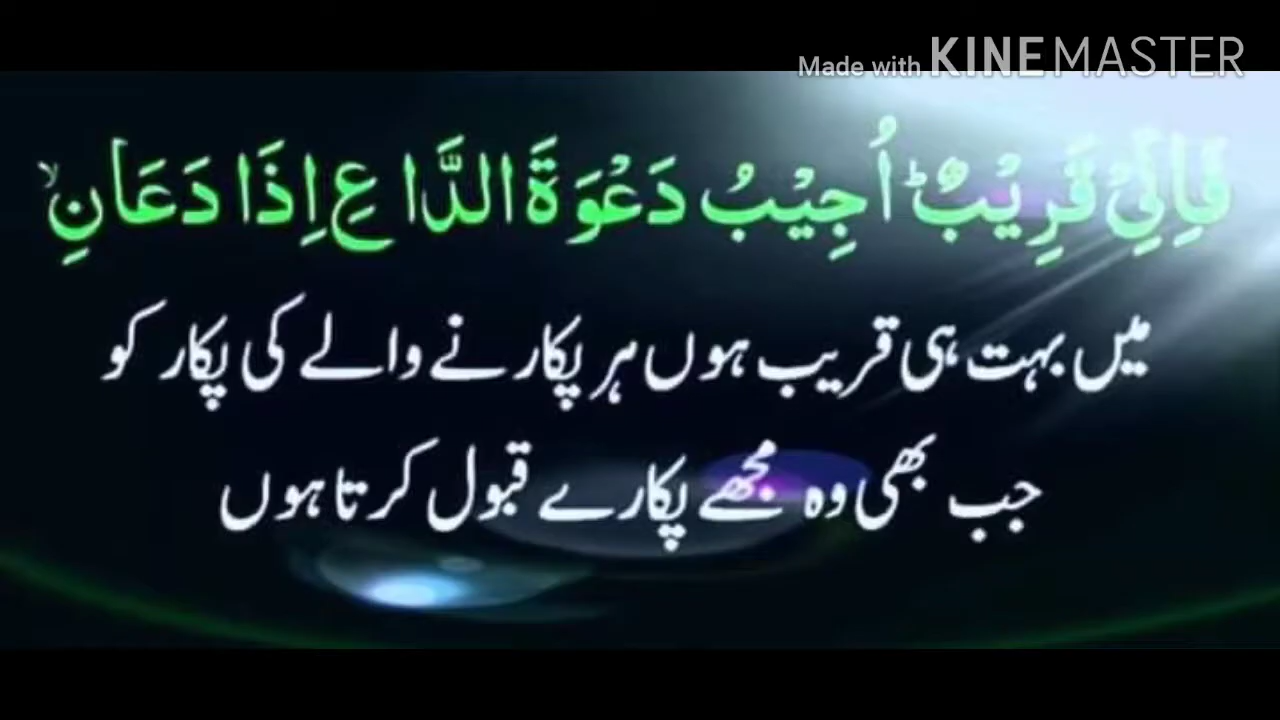 Made with KINEMASTER
فَاِنِّیْ قَرِیْبٌؕ اُجِیْبُ دَعْوَةَ الدَّاعِ اِذَا دَعَانِۙ
میں بہت ہی قریب ہوں ہر پکارنے والے کی پکار کو
جب بھی وہ مجھے پکارے قبول کرتا ہوں